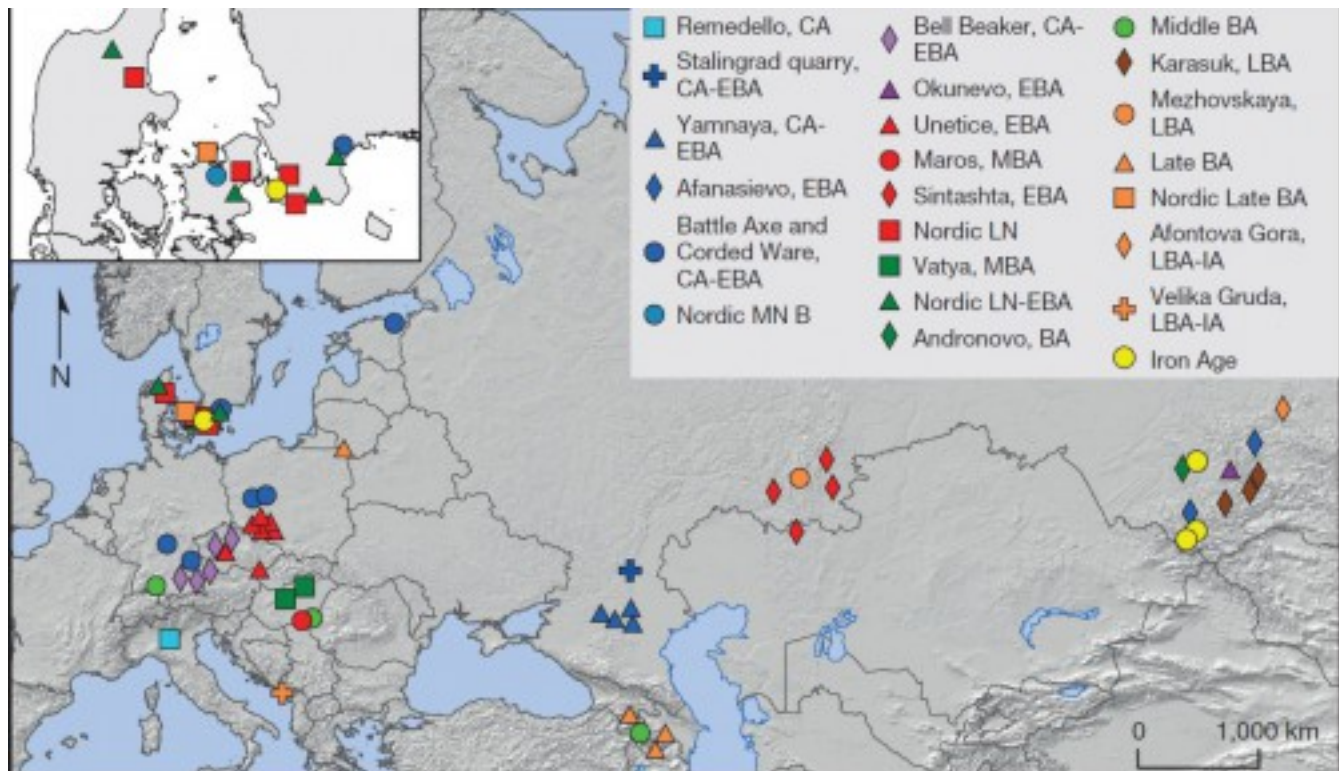 Remedello, CA
Stalingrad quarry,
CA-EBA
Yamnaya, CA-
EBA
Afanasievo, EBA
Battle Axe and
Corded Ware,
CA-EBA
Nordic MN B
Bell Beaker, CA-
EBA
Okunevo, EBA
Unetice, EBA
Maros, MBA
Sintashta, EBA
Nordic LN
Vatya, MBA
Nordic LN-EBA
Andronovo, BA
Middle BA
Karasuk, LBA
Mezhovskaya,
LBA
Late BA
Nordic Late BA
Afontova Gora,
LBA-IA
Velika Gruda,
LBA-IA
Iron Age
N
0 1,000 km